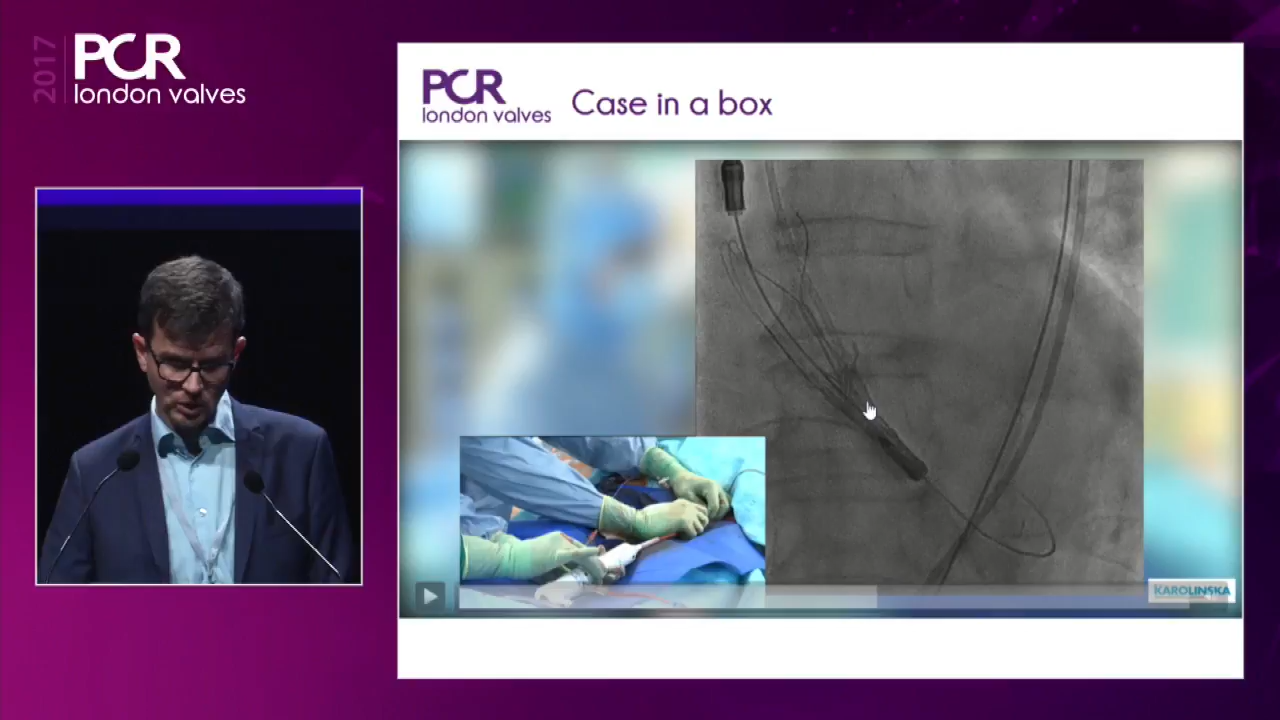 2017
PCR
london valves
PCR
london valves
Case in a box
KAROLINSKA